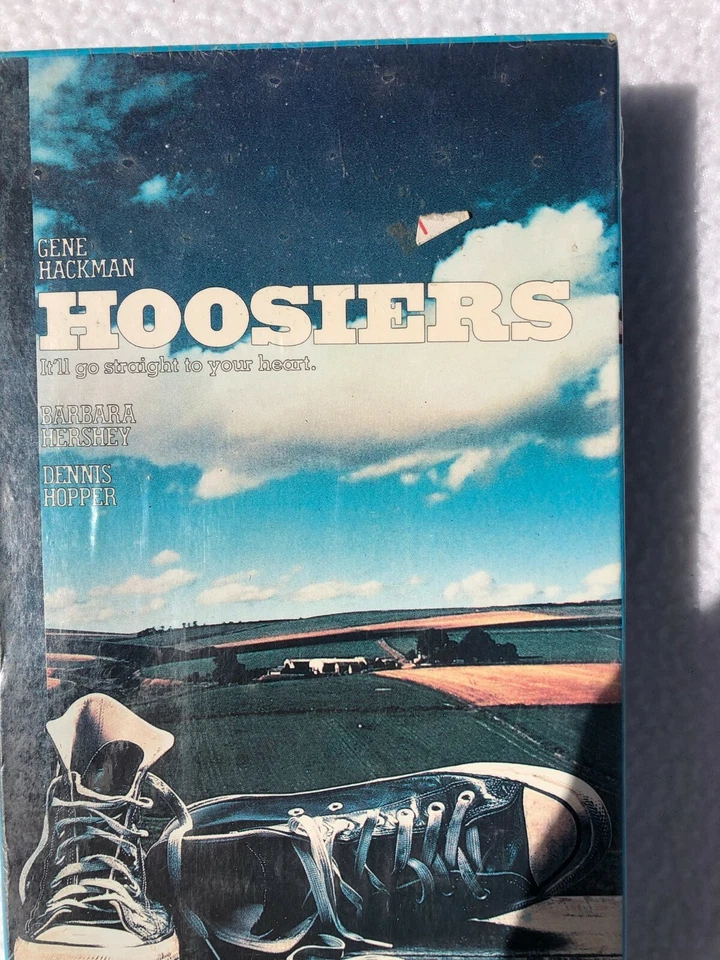 GENE
HACKMAN
HOOSIERS
It'll go straight to your heart.
BARBARA
HERSHEY
DENNIS
HOPPER